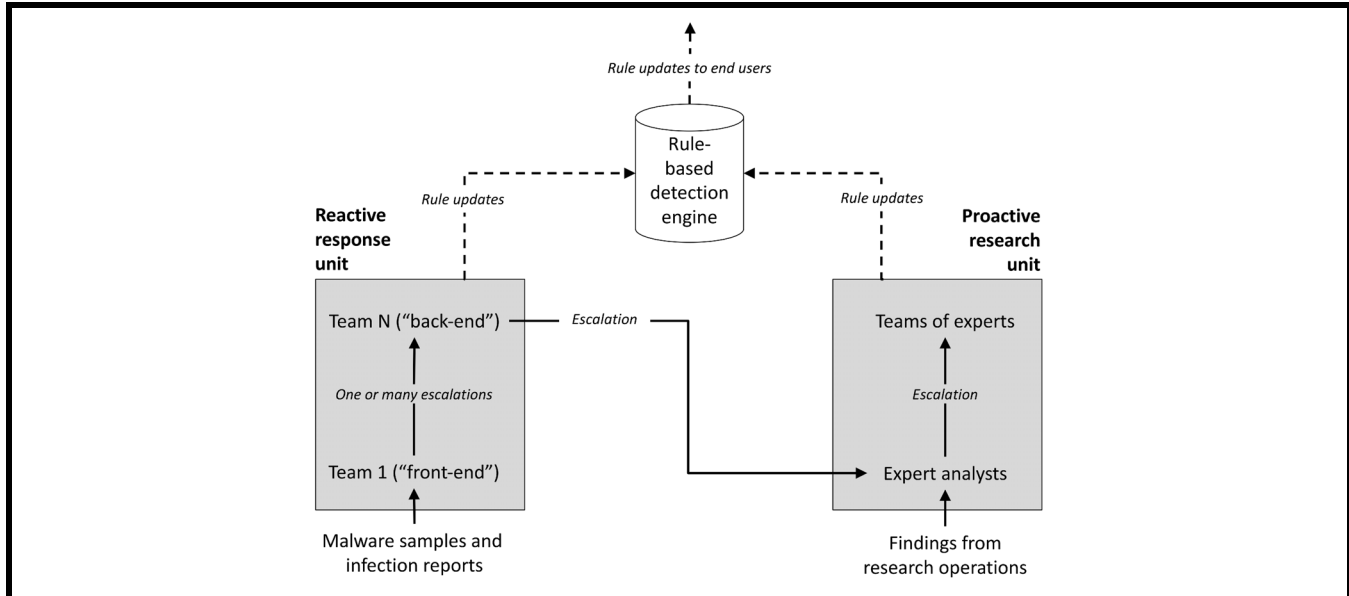 Rule updates to end users
Rule-
based
detection
engine
Rule updates
Rule updates
Reactive
response
unit
Proactive
research
unit
Team N (“back-end”)
Escalation
Teams of experts
One or many escalations
Escalation
Team 1 (“front-end”)
Expert analysts
Malware samples and
infection reports
Findings from
research operations